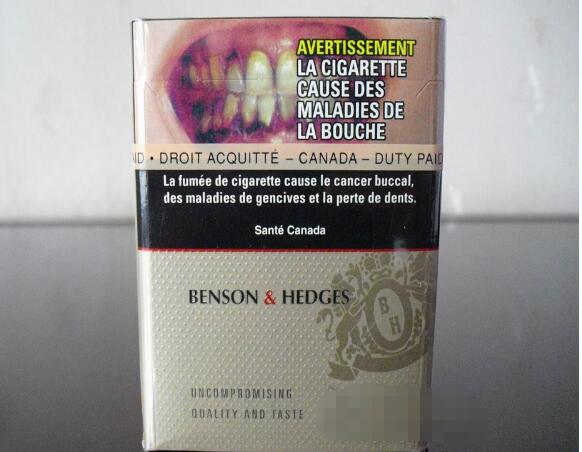 AVERTISSEMENT
LA CIGARETTE
CAUSE DES
MALADIES DE
LA BOUCHE
ID • DROIT ACQUITTÉ – CANADA – DUTY PAID
La fumée de cigarette cause le cancer buccal,
des maladies de gencives et la perte de dents.
Santé Canada
BENSON & HEDGES
B
H
UNCOMPROMISING
QUALITY AND TASTE